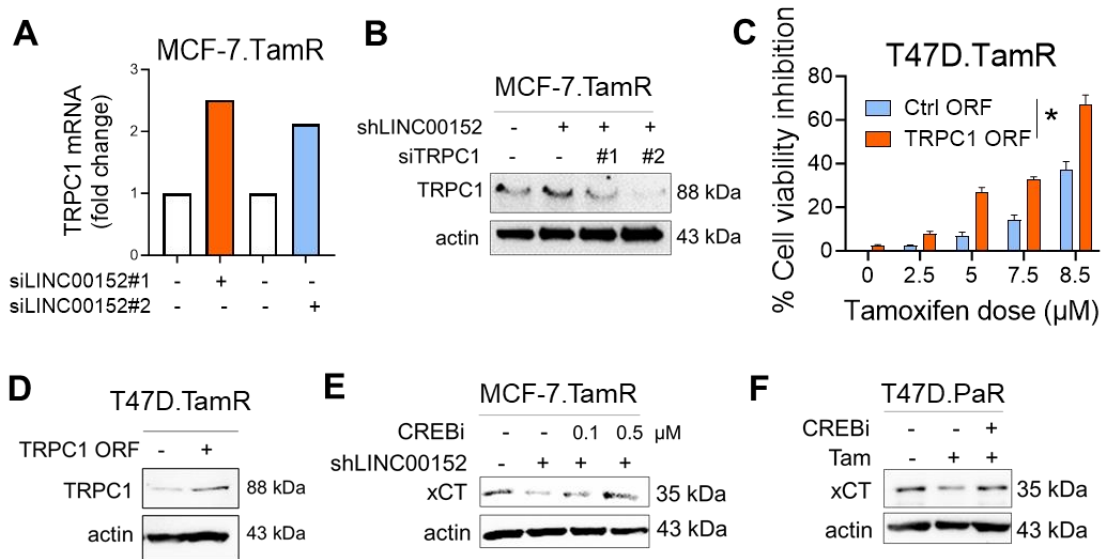 A
MCF-7.TamR
TRPC1 mRNA
(fold change)
3
2
1
0
siLINC00152#1 - + - -
siLINC00152#2 - - - +
B
MCF-7.TamR
shLINC00152 - + + +
siTRPC1 - - #1 #2
TRPC1 88 kDa
actin 43 kDa
C
T47D.TamR
% Cell viability inhibition
80
60
40
20
0
Ctrl ORF
TRPC1 ORF
*
0 2.5 5 7.5 8.5
Tamoxifen dose (µM)
D
T47D.TamR
TRPC1 ORF - +
TRPC1 88 kDa
actin 43 kDa
E
MCF-7.TamR
CREBi - - 0.1 0.5 µM
shLINC00152 - + + +
xCT 35 kDa
actin 43 kDa
F
T47D.PaR
CREBi - - +
Tam - + +
xCT 35 kDa
actin 43 kDa